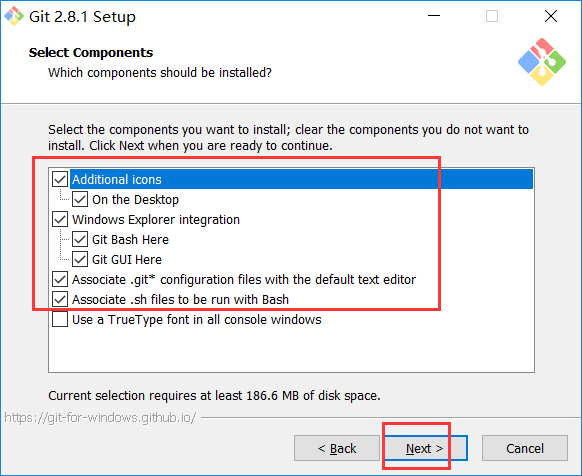 Git 2.8.1 Setup
Select Components
Which components should be installed?
Select the components you want to install; clear the components you do not want to
install. Click Next when you are ready to continue.
Additional icons
On the Desktop
Windows Explorer integration
Git Bash Here
Git GUI Here
Associate .git* configuration files with the default text editor
Associate .sh files to be run with Bash
Use a TrueType font in all console windows
Current selection requires at least 186.6 MB of disk space.
https://git-for-windows.github.io/
< Back
Next >
Cancel